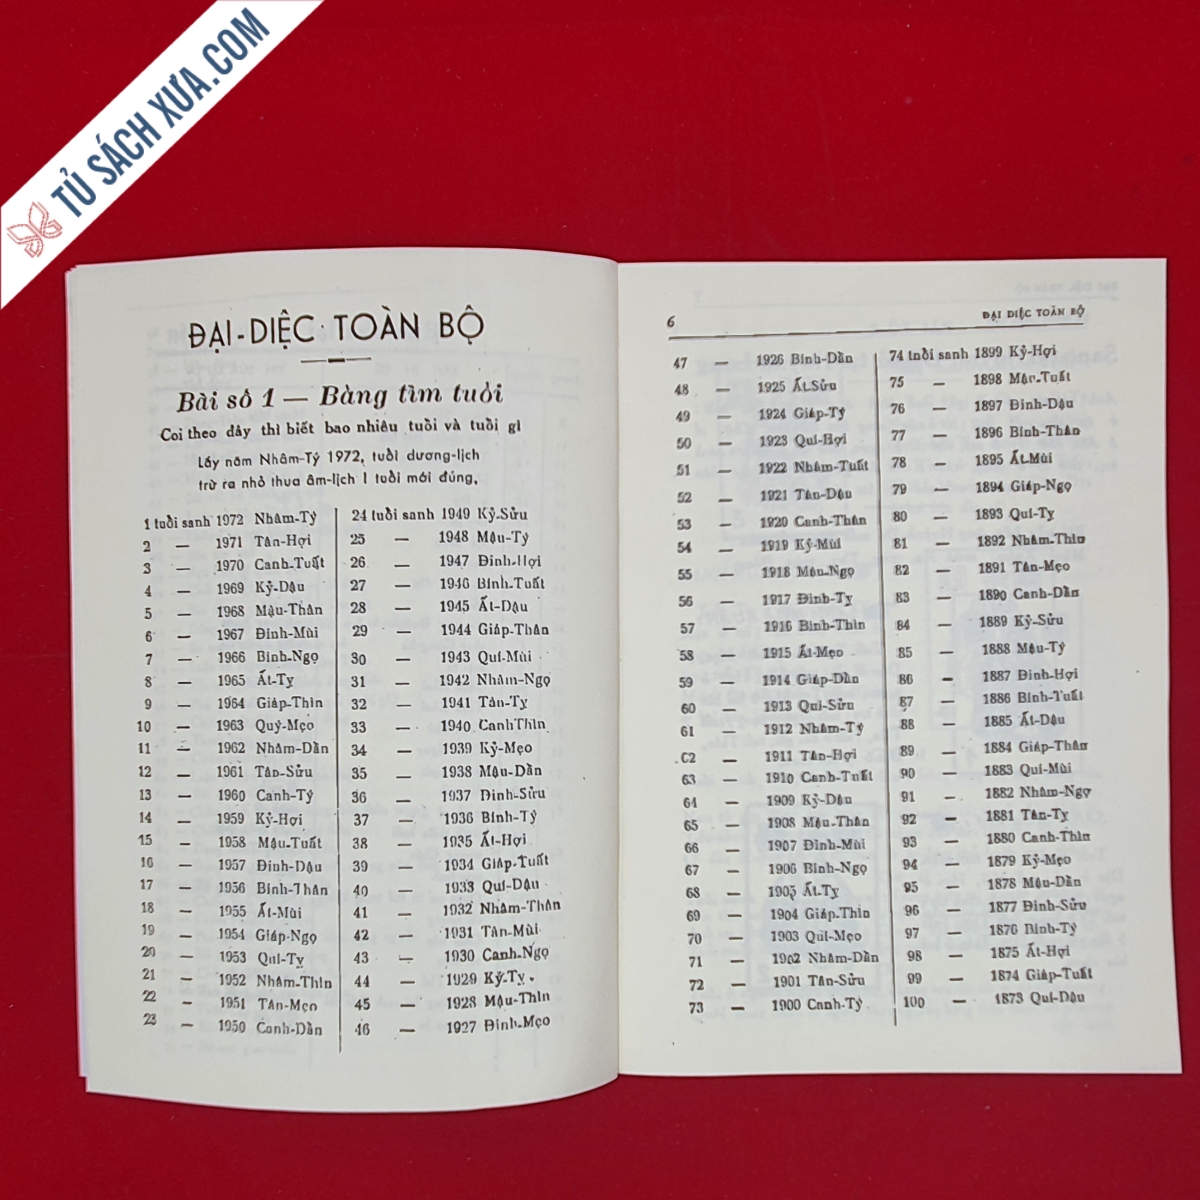 TỦ SÁCH XƯA.COM
ĐẠI-DIỆC TOÀN BỘ
Bài số 1 — Bảng tìm tuổi
Coi theo đây thì biết bao nhiêu tuổi và tuổi gì
Lấy năm Nhâm-Tý 1972, tuổi dương-lịch
trừ ra nhỏ thua âm-lịch 1 tuổi mới đúng.
1 tuổi sanh 1972 Nhâm-Tý
2 — 1971 Tân-Hợi
3 — 1970 Canh-Tuất
4 — 1969 Kỷ-Dậu
5 — 1968 Mậu-Thân
6 — 1967 Đinh-Mùi
7 — 1966 Bính-Ngọ
8 — 1965 Ất-Tỵ
9 — 1964 Giáp-Thìn
10 — 1963 Quý-Mẹo
11 — 1962 Nhâm-Dần
12 — 1961 Tân-Sửu
13 — 1960 Canh-Tý
14 — 1959 Kỷ-Hợi
15 — 1958 Mậu-Tuất
16 — 1957 Đinh-Dậu
17 — 1956 Bính-Thân
18 — 1955 Ất-Mùi
19 — 1954 Giáp-Ngọ
20 — 1953 Quí-Tỵ
21 — 1952 Nhâm-Thìn
22 — 1951 Tân-Mẹo
23 — 1950 Canh-Dần
24 tuổi sanh 1949 Kỷ-Sửu
25 — 1948 Mậu-Tý
26 — 1947 Đinh-Hợi
27 — 1946 Bính-Tuất
28 — 1945 Ất-Dậu
29 — 1944 Giáp-Thân
30 — 1943 Quí-Mùi
31 — 1942 Nhâm-Ngọ
32 — 1941 Tân-Tỵ
33 — 1940 Canh Thìn
34 — 1939 Kỷ-Mẹo
35 — 1938 Mậu-Dần
36 — 1937 Đinh-Sửu
37 — 1936 Bính-Tý
38 — 1935 Ất-Hợi
39 — 1934 Giáp-Tuất
40 — 1933 Quí-Dậu
41 — 1932 Nhâm-Thân
42 — 1931 Tân-Mùi
43 — 1930 Canh-Ngọ
44 — 1929 Kỷ-Tỵ
45 — 1928 Mậu-Thìn
46 — 1927 Đinh-Mẹo
6 ĐẠI DIỆC TOÀN BỘ
47 — 1926 Bính-Dần
48 — 1925 Ất-Sửu
49 — 1924 Giáp-Tý
50 — 1923 Quí-Hợi
51 — 1922 Nhâm-Tuất
52 — 1921 Tân-Dậu
53 — 1920 Canh-Thân
54 — 1919 Kỷ-Mùi
55 — 1918 Mậu-Ngọ
56 — 1917 Đinh-Tỵ
57 — 1916 Bính-Thìn
58 — 1915 Ất-Mẹo
59 — 1914 Giáp-Dần
60 — 1913 Quí-Sửu
61 — 1912 Nhâm-Tý
C2 — 1911 Tân-Hợi
63 — 1910 Canh-Tuất
64 — 1909 Kỷ-Dậu
65 — 1908 Mậu-Thân
66 — 1907 Đinh-Mùi
67 — 1906 Bính-Ngọ
68 — 1905 Ất-Tỵ
69 — 1904 Giáp-Thìn
70 — 1903 Quí-Mẹo
71 — 1902 Nhâm-Dần
72 — 1901 Tân-Sửu
73 — 1900 Canh-Tý
74 tuổi sanh 1899 Kỷ-Hợi
75 — 1898 Mậu-Tuất
76 — 1897 Đinh-Dậu
77 — 1896 Bính-Thân
78 — 1895 Ất-Mùi
79 — 1894 Giáp-Ngọ
80 — 1893 Quí-Tỵ
81 — 1892 Nhâm-Thìn
82 — 1891 Tân-Mẹo
83 — 1890 Canh-Dần
84 — 1889 Kỷ-Sửu
85 — 1888 Mậu-Tý
86 — 1887 Đinh-Hợi
87 — 1886 Bính-Tuất
88 — 1885 Ất-Dậu
89 — 1884 Giáp-Thân
90 — 1883 Quí-Mùi
91 — 1882 Nhâm-Ngọ
92 — 1881 Tân-Tỵ
93 — 1880 Canh-Thìn
94 — 1879 Kỷ-Mẹo
95 — 1878 Mậu-Dần
96 — 1877 Đinh-Sửu
97 — 1876 Bính-Tý
98 — 1875 Ất-Hợi
99 — 1874 Giáp-Tuất
100 — 1873 Quí-Dậu